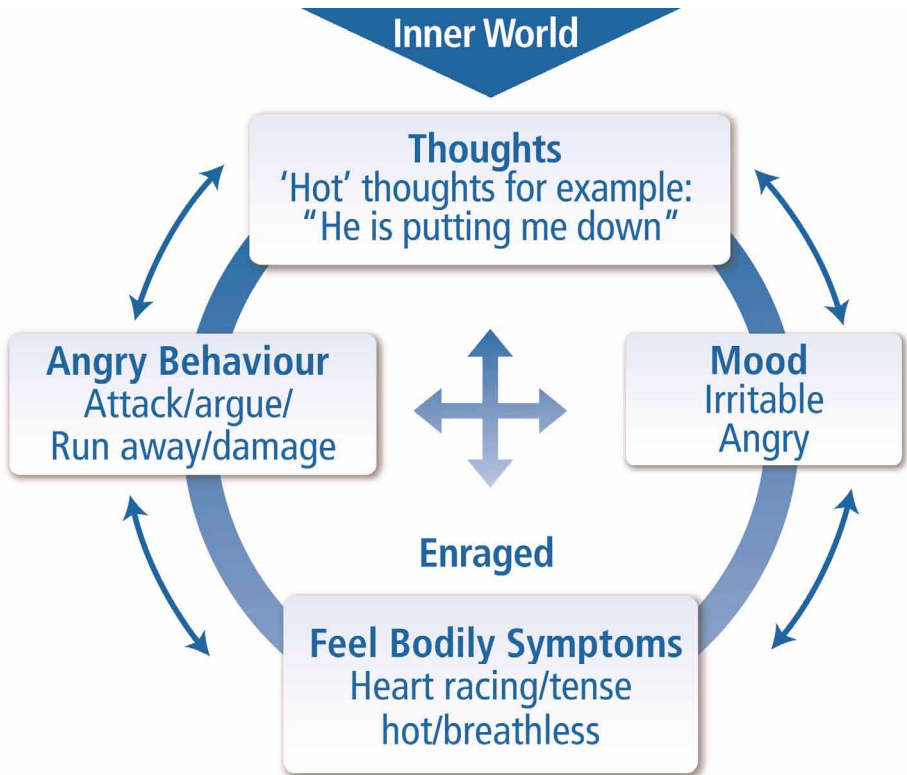 Inner World
Thoughts
‘Hot’ thoughts for example:
“He is putting me down”
Angry Behaviour
Attack/argue/
Run away/damage
Mood
Irritable
Angry
Enraged
Feel Bodily Symptoms
Heart racing/tense
hot/breathless